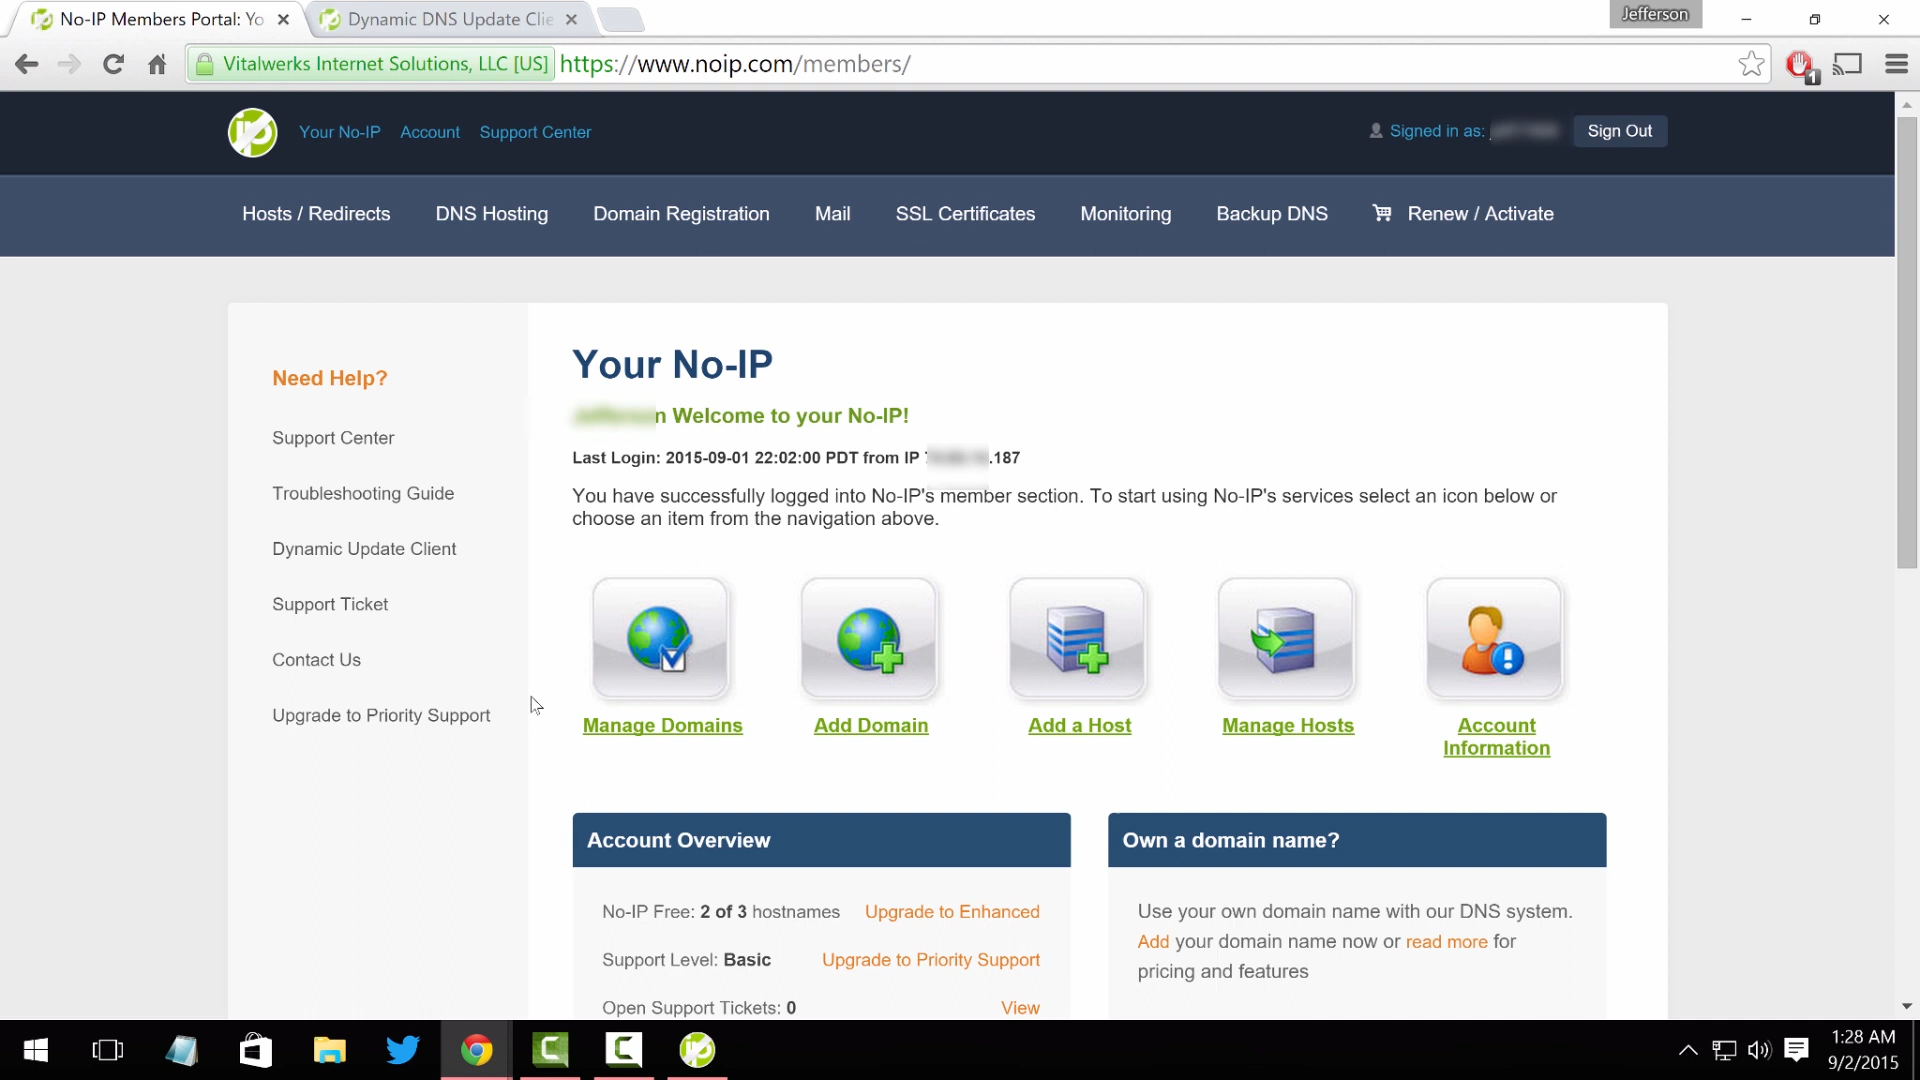 No-IP Members Portal: Yo
Dynamic DNS Update Clie
Jefferson
Vitalwerks Internet Solutions, LLC [US]
https://www.noip.com/members/
1
Your No-IP
Account
Support Center
Signed in as:
Sign Out
Hosts / Redirects
DNS Hosting
Domain Registration
Mail
SSL Certificates
Monitoring
Backup DNS
Renew / Activate
Need Help?
Support Center
Troubleshooting Guide
Dynamic Update Client
Support Ticket
Contact Us
Upgrade to Priority Support
Your No-IP
Welcome to your No-IP!
Last Login: 2015-09-01 22:02:00 PDT from IP .187
You have successfully logged into No-IP's member section. To start using No-IP's services select an icon below or
choose an item from the navigation above.
Manage Domains
Add Domain
Add a Host
Manage Hosts
Account
Information
Account Overview
No-IP Free: 2 of 3 hostnames
Upgrade to Enhanced
Support Level: Basic
Upgrade to Priority Support
Open Support Tickets: 0
View
Own a domain name?
Use your own domain name with our DNS system.
Add your domain name now or read more for
pricing and features
1:28 AM
9/2/2015